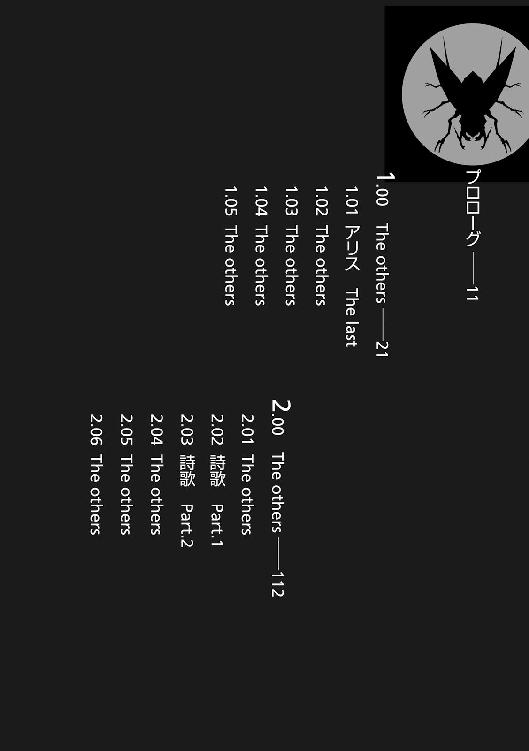 プロローグ ――11
1.00 The others ――21
1.01 アリス The last
1.02 The others
1.03 The others
1.04 The others
1.05 The others
2.00 The others ――112
2.01 The others
2.02 詩歌 Part.1
2.03 詩歌 Part.2
2.04 The others
2.05 The others
2.06 The others